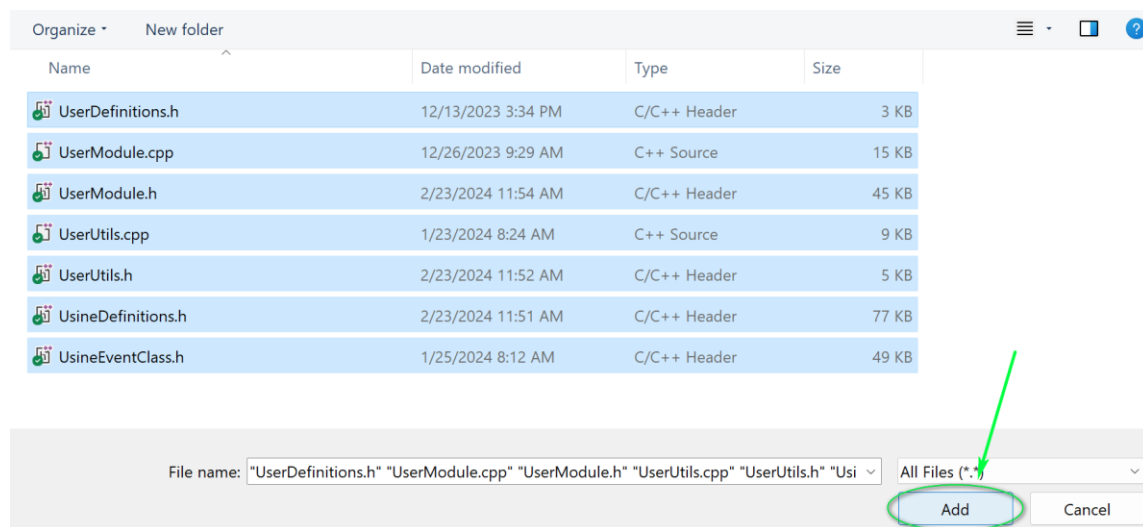 Organize New folder ?
Name Date modified Type Size
UserDefinitions.h 12/13/2023 3:34 PM C/C++ Header 3 KB
UserModule.cpp 12/26/2023 9:29 AM C++ Source 15 KB
UserModule.h 2/23/2024 11:54 AM C/C++ Header 45 KB
UserUtils.cpp 1/23/2024 8:24 AM C++ Source 9 KB
UserUtils.h 2/23/2024 11:52 AM C/C++ Header 5 KB
UsineDefinitions.h 2/23/2024 11:51 AM C/C++ Header 77 KB
UsineEventClass.h 1/25/2024 8:12 AM C/C++ Header 49 KB
File name: "UserDefinitions.h" "UserModule.cpp" "UserModule.h" "UserUtils.cpp" "UserUtils.h" "Usi All Files (*.*)
Add Cancel